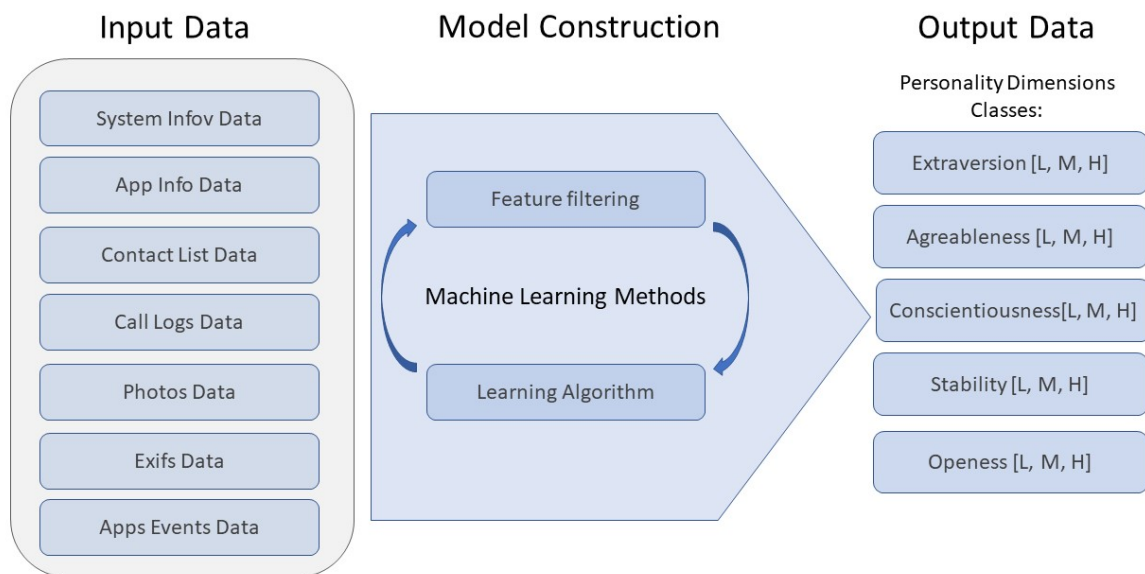 Input Data
System Infov Data
App Info Data
Contact List Data
Call Logs Data
Photos Data
Exifs Data
Apps Events Data
Model Construction
Feature filtering
Machine Learning Methods
Learning Algorithm
Output Data
Personality Dimensions
Classes:
Extraversion [L, M, H]
Agreableness [L, M, H]
Conscientiousness[L, M, H]
Stability [L, M, H]
Openess [L, M, H]